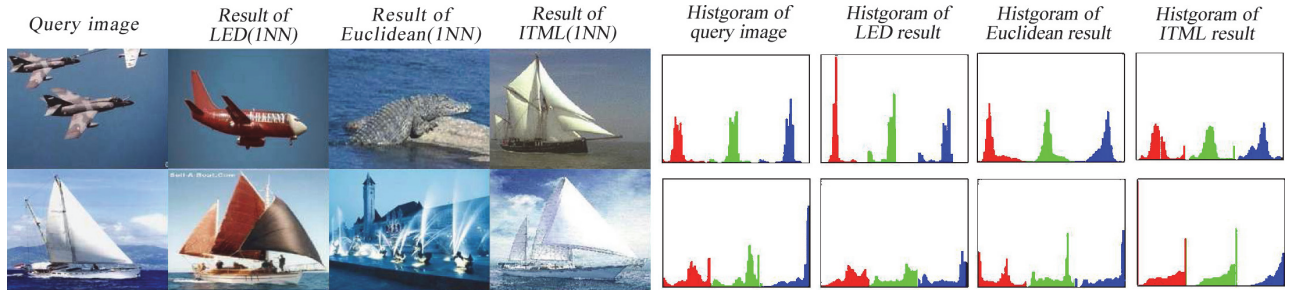 Query image
Result of
LED(1NN)
Result of
Euclidean(1NN)
Result of
ITML(1NN)
Histgoram of
query image
Histgoram of
LED result
Histgoram of
Euclidean result
Histgoram of
ITML result
Sell-A-Boat.Com